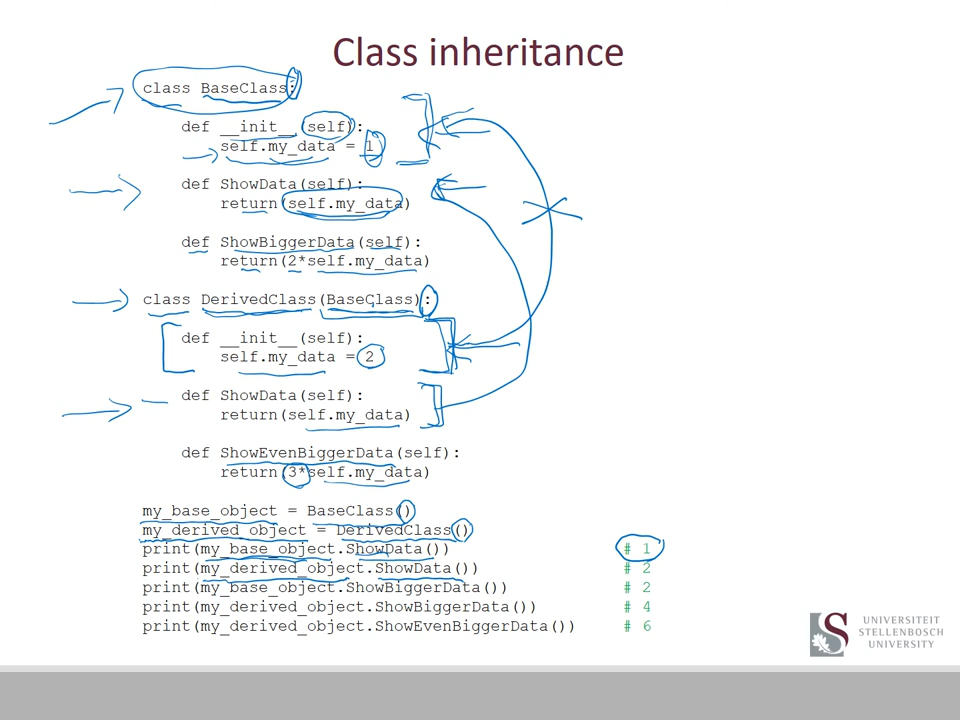 Class inheritance
class BaseClass:
def __init__(self):
self.my_data = 1
def ShowData(self):
return(self.my_data)
def ShowBiggerData(self):
return(2*self.my_data)
class DerivedClass(BaseClass):
def __init__(self):
self.my_data = 2
def ShowData(self):
return(self.my_data)
def ShowEvenBiggerData(self):
return(3*self.my_data)
my_base_object = BaseClass()
my_derived_object = DerivedClass()
print(my_base_object.ShowData()) # 1
print(my_derived_object.ShowData()) # 2
print(my_base_object.ShowBiggerData()) # 2
print(my_derived_object.ShowBiggerData()) # 4
print(my_derived_object.ShowEvenBiggerData()) # 6
UNIVERSITEIT
STELLENBOSCH
UNIVERSITY